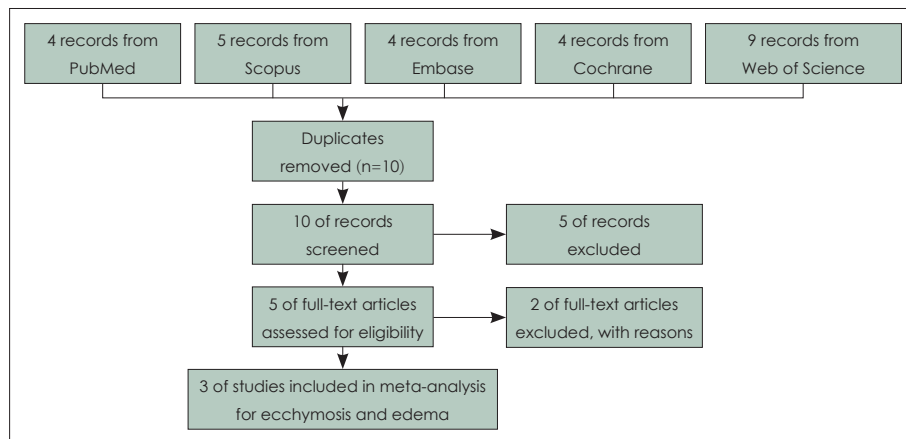 4 records from
PubMed
5 records from
Scopus
4 records from
Embase
4 records from
Cochrane
9 records from
Web of Science
Duplicates
removed (n=10)
10 of records
screened
5 of records
excluded
5 of full-text articles
assessed for eligibility
2 of full-text articles
excluded, with reasons
3 of studies included in meta-analysis
for ecchymosis and edema